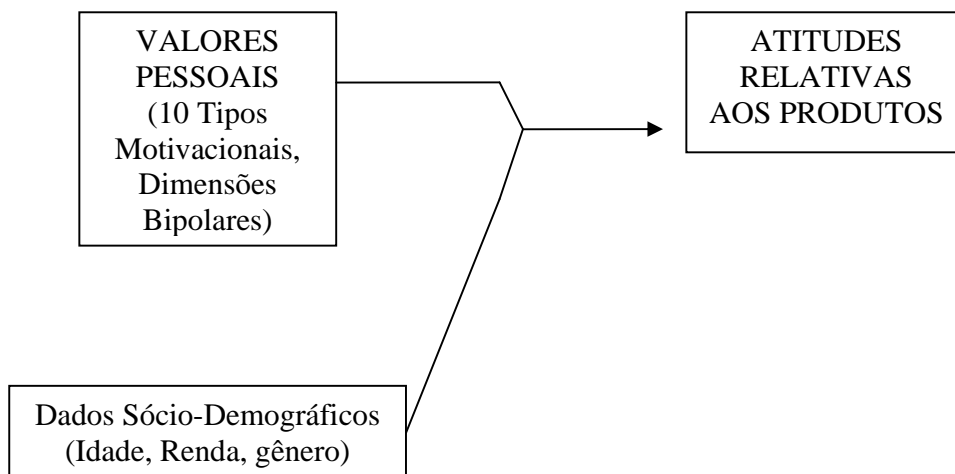 VALORES
PESSOAIS
(10 Tipos
Motivacionais,
Dimensões
Bipolares)
ATITUDES
RELATIVAS
AOS PRODUTOS
Dados Sócio-Demográficos
(Idade, Renda, gênero)